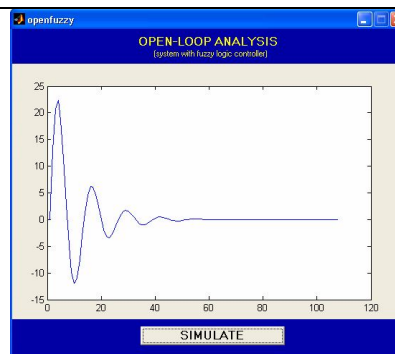 openfuzzy
OPEN-LOOP ANALYSIS
(system with fuzzy logic controller)
25
20
15
10
5
0
-5
-10
-15
0 20 40 60 80 100 120
SIMULATE